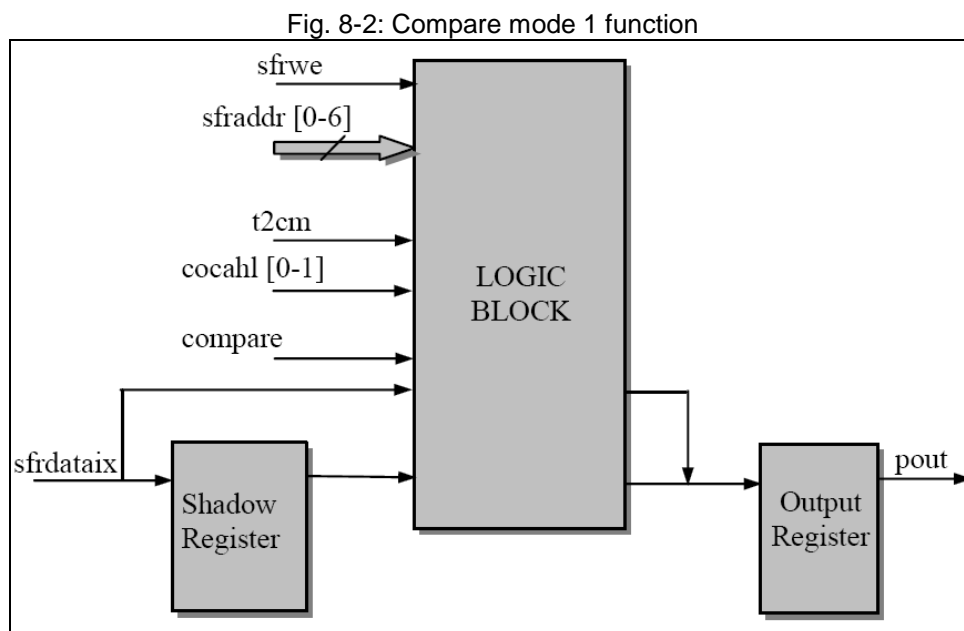 Fig. 8-2: Compare mode 1 function
sfrwe
sfraddr [0-6]
t2cm
cocahl [0-1]
compare
LOGIC
BLOCK
sfrdataix
Shadow
Register
Output
Register
pout